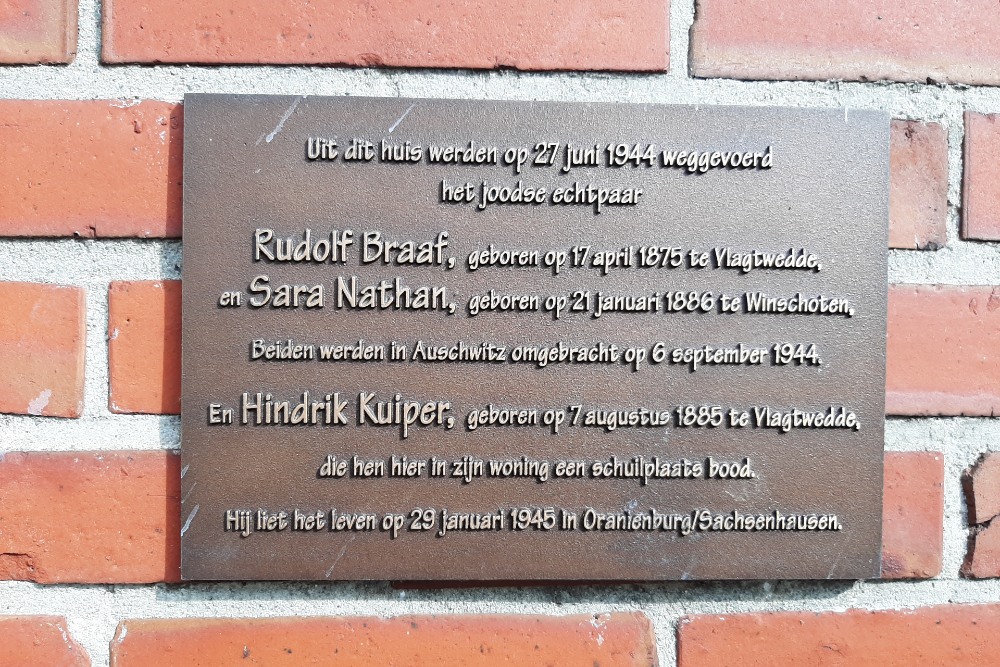 Uit dit huis werden op 27 juni 1944 weggevoerd
het joodse echtpaar
Rudolf Braaf, geboren op 17 april 1875 te Vlagtwedde,
en Sara Nathan, geboren op 21 januari 1886 te Winschoten,
Beiden werden in Auschwitz omgebracht op 6 september 1944.
En Hindrik Kuiper, geboren op 7 augustus 1885 te Vlagtwedde,
die hen hier in zijn woning een schuilplaats bood.
Hij liet het leven op 29 januari 1945 in Oranienburg/Sachsenhausen.